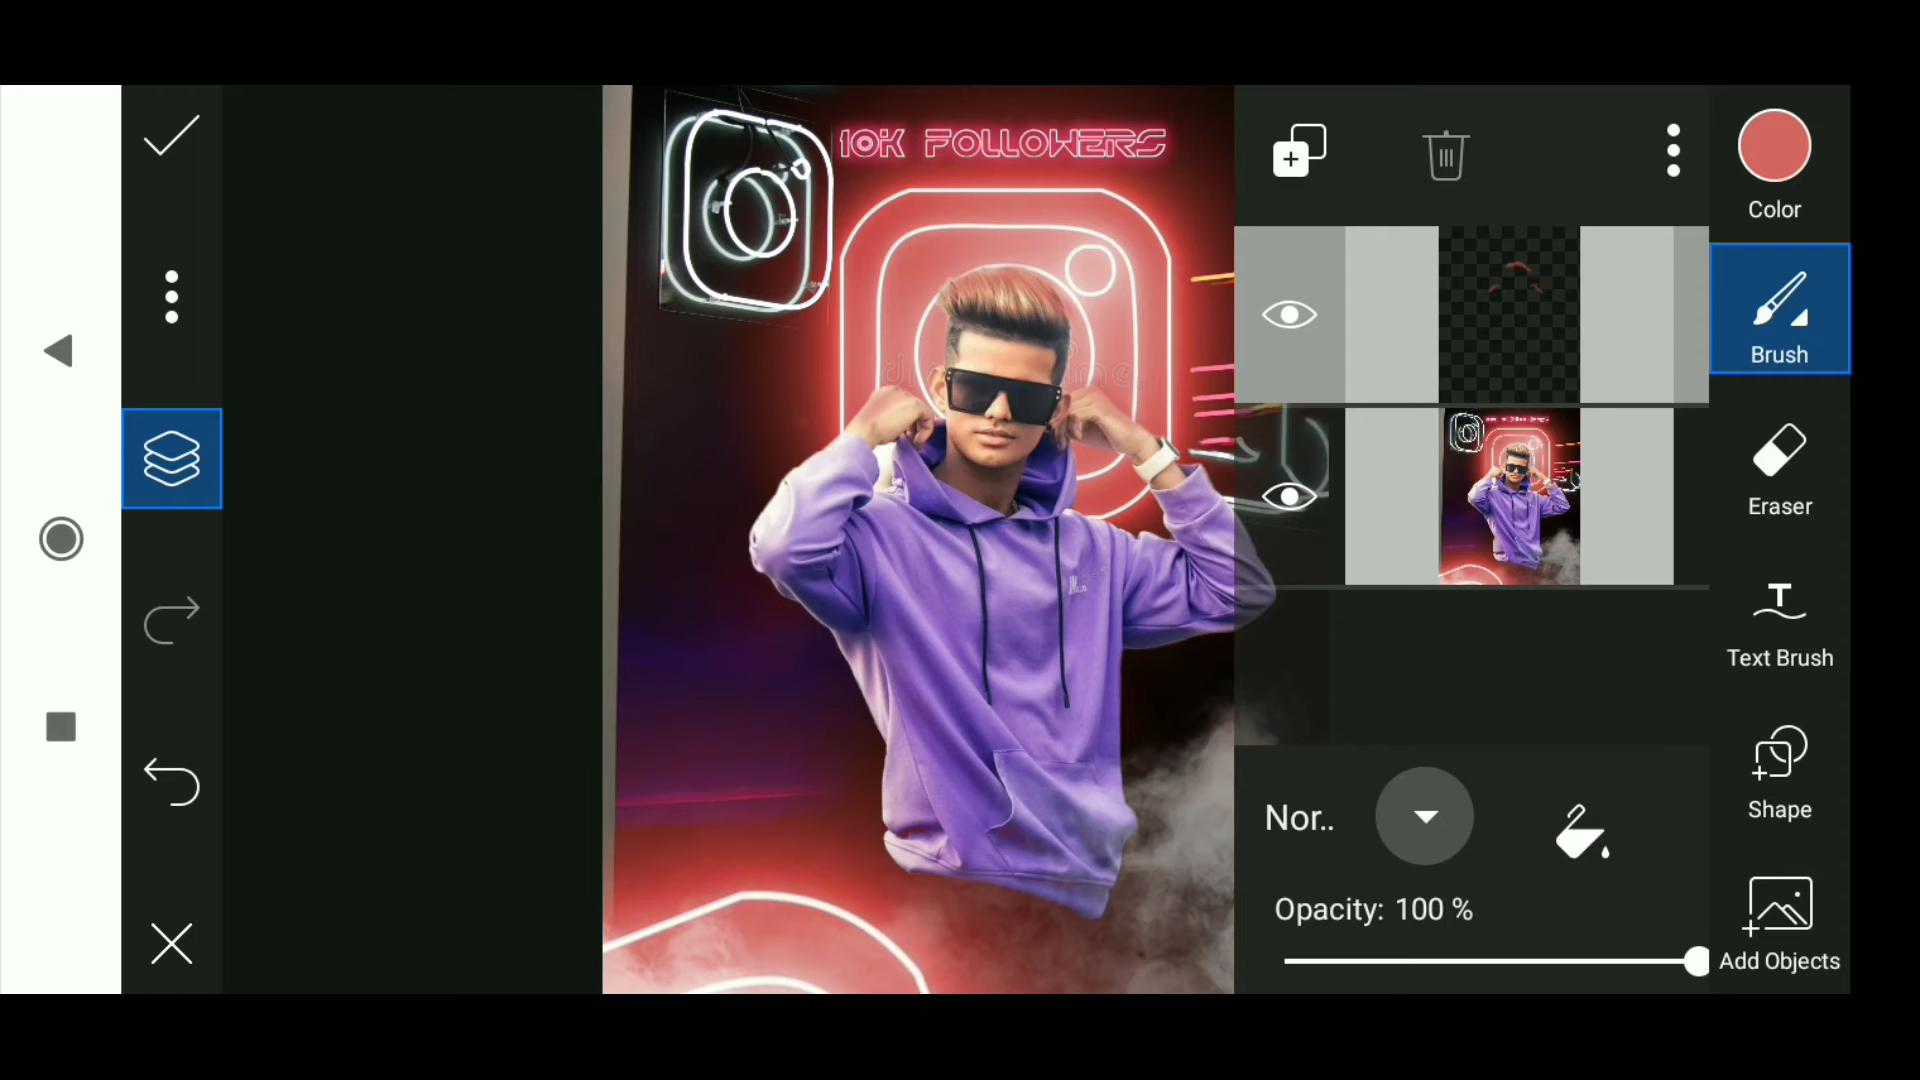 10K FOLLOWERS
Color
Brush
Eraser
Text Brush
Shape
Nor..
Opacity: 100 %
Add Objects